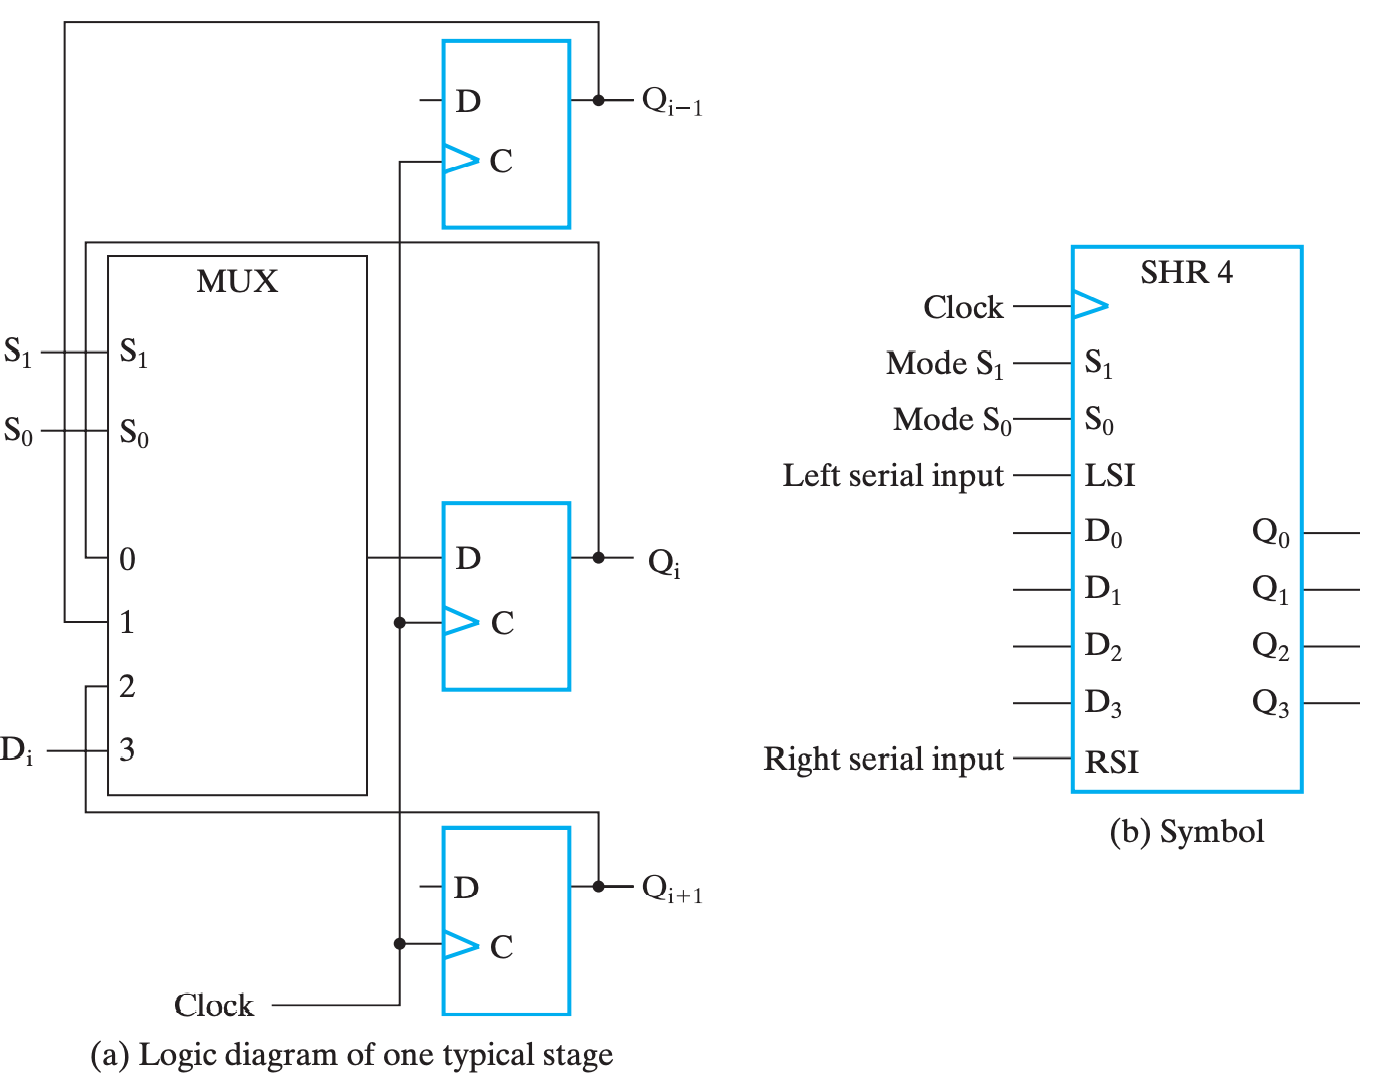 D
Q_{i-1}
C
MUX
S_1
S_1
S_0
S_0
0
D
Q_i
1
C
2
D_i
3
D
Q_{i+1}
C
Clock
(a) Logic diagram of one typical stage
SHR 4
Clock
Mode S_1
S_1
Mode S_0
S_0
Left serial input
LSI
D_0
Q_0
D_1
Q_1
D_2
Q_2
D_3
Q_3
Right serial input
RSI
(b) Symbol